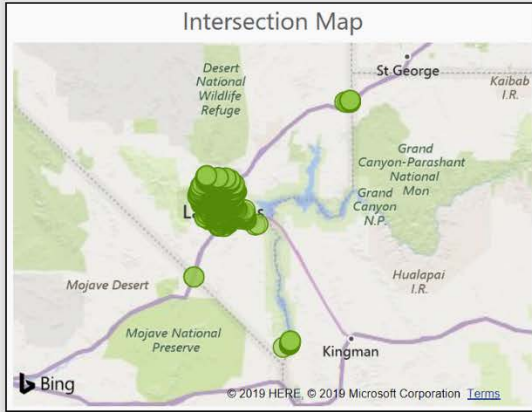 Intersection Map
Desert
National
Wildlife
Refuge
St George
Kaibab
I.R.
Grand
Canyon-Parashant
National
Mon
Grand
Canyon
N.P.
Hualapai
I.R.
Mojave Desert
Mojave National
Preserve
Kingman
Bing
© 2019 HERE, © 2019 Microsoft Corporation Terms